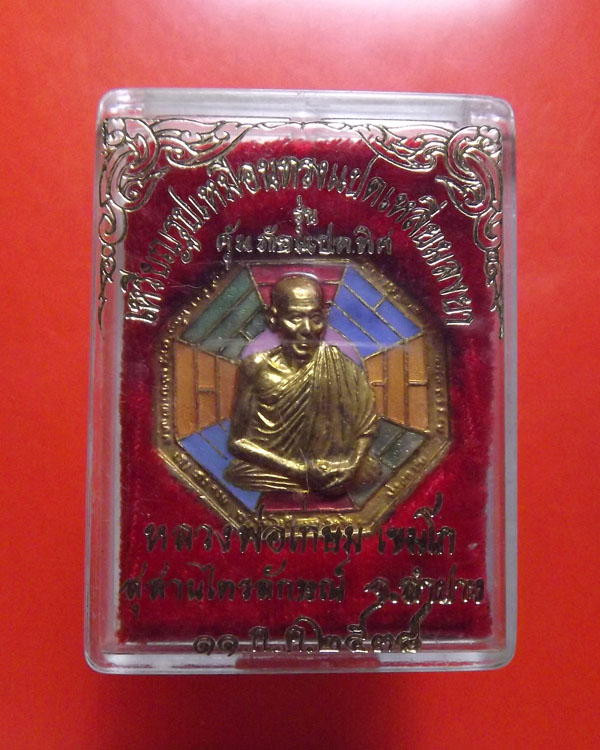 เหรียญรูปเหมือนทรงแปดเหลี่ยมลงยา
รุ่น
คุ้มภัยแปดทิศ
หลวงพ่อเกษม เขมโก
สุสานไตรลักษณ์ จ.ลำปาง
๑๑ ก.ค. ๒๕๓๘